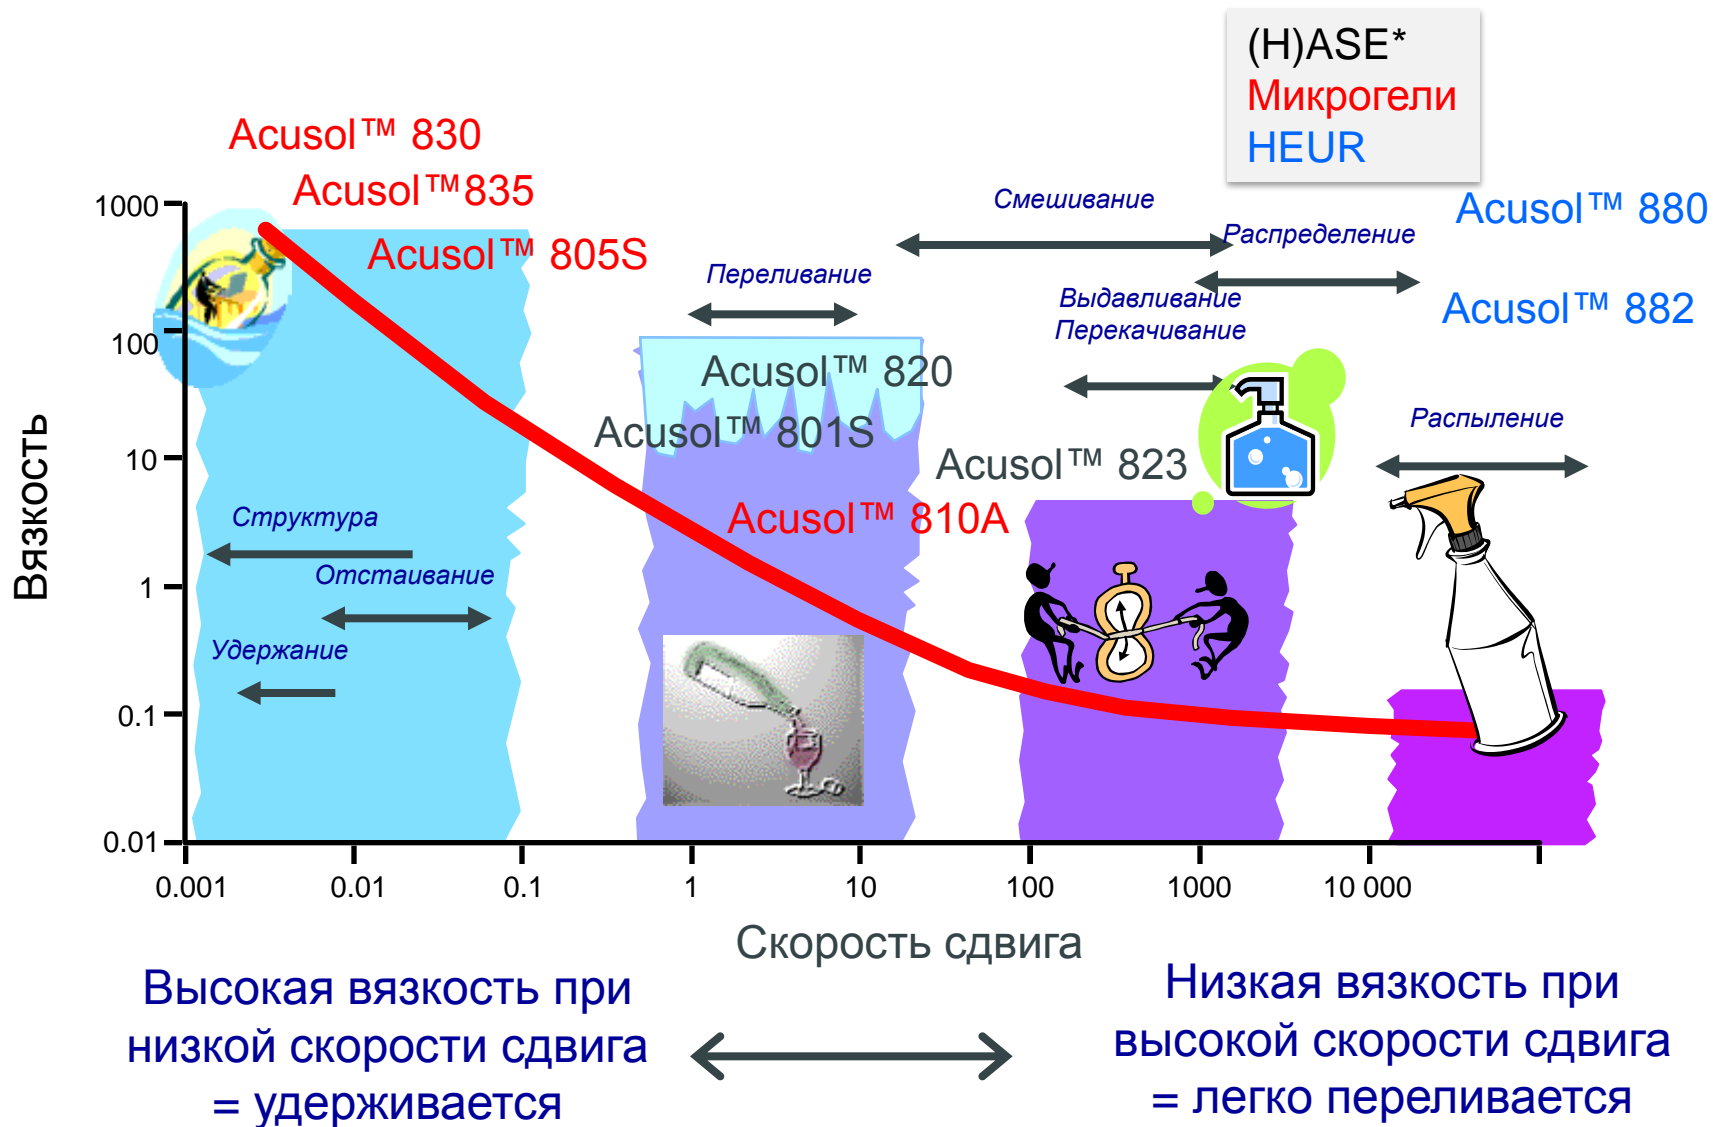 (H)ASE*
Микрогели
HEUR
Acusol™ 830
Acusol™835
Acusol™ 805S
Смешивание
Acusol™ 880
Распределение
Переливание
Выдавливание
Перекачивание
Acusol™ 882
Acusol™ 820
Acusol™ 801S
Acusol™ 823
Распыление
Acusol™ 810A
Структура
Отстаивание
Удержание
Вязкость
1000
100
10
1
0.1
0.01
0.001
0.01
0.1
1
10
100
1000
10 000
Скорость сдвига
Высокая вязкость при
низкой скорости сдвига
= удерживается
Низкая вязкость при
высокой скорости сдвига
= легко переливается